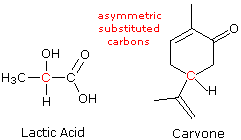 asymmetric
substituted
carbons
OH
O
H₃C
C
H
OH
O
C
H
Lactic Acid
Carvone